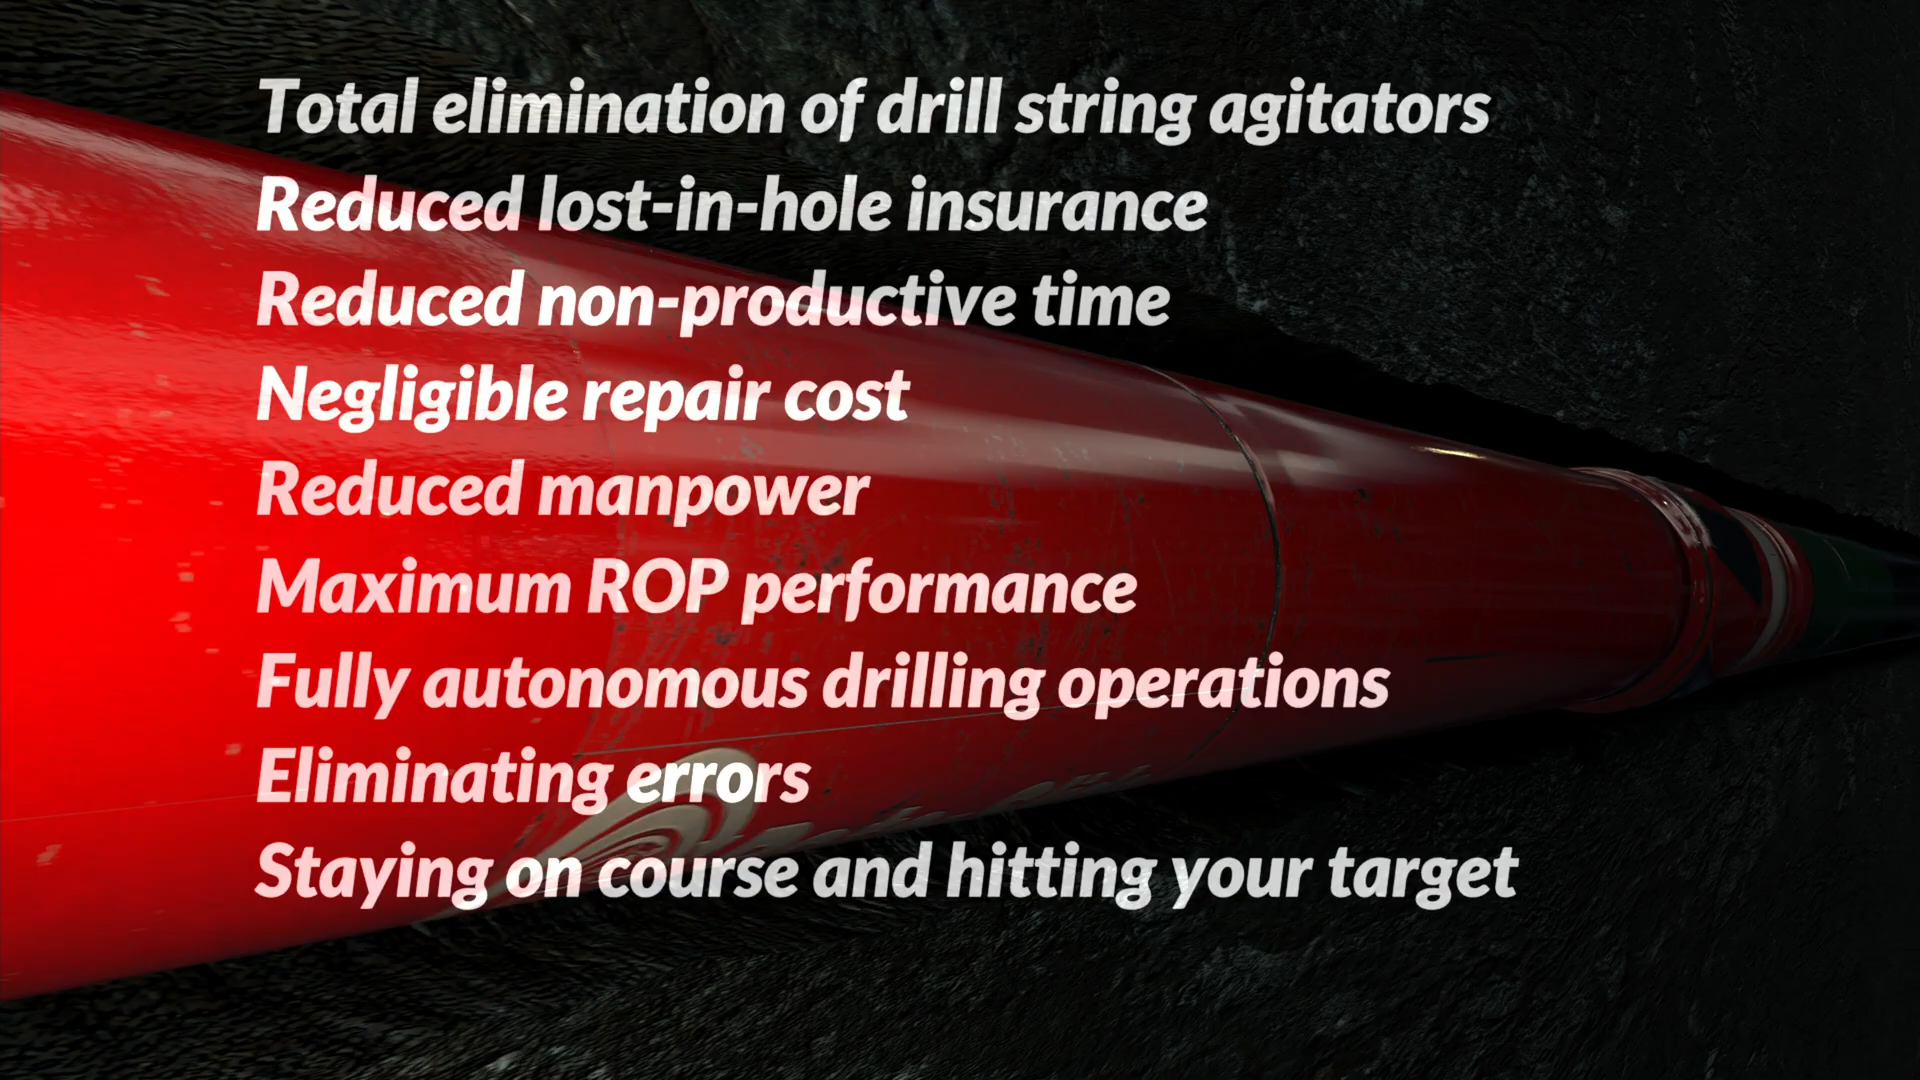 Total elimination of drill string agitators
Reduced lost-in-hole insurance
Reduced non-productive time
Negligible repair cost
Reduced manpower
Maximum ROP performance
Fully autonomous drilling operations
Eliminating errors
Staying on course and hitting your target